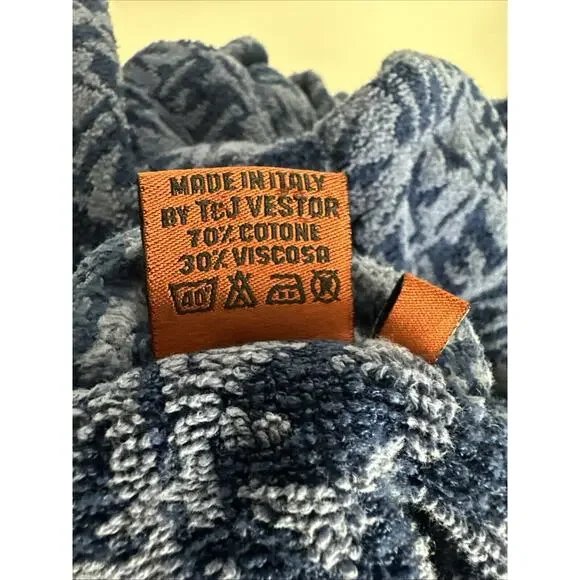 MADE IN ITALY
BY T&J VESTOR
70% COTONE
30% VISCOSA
40°